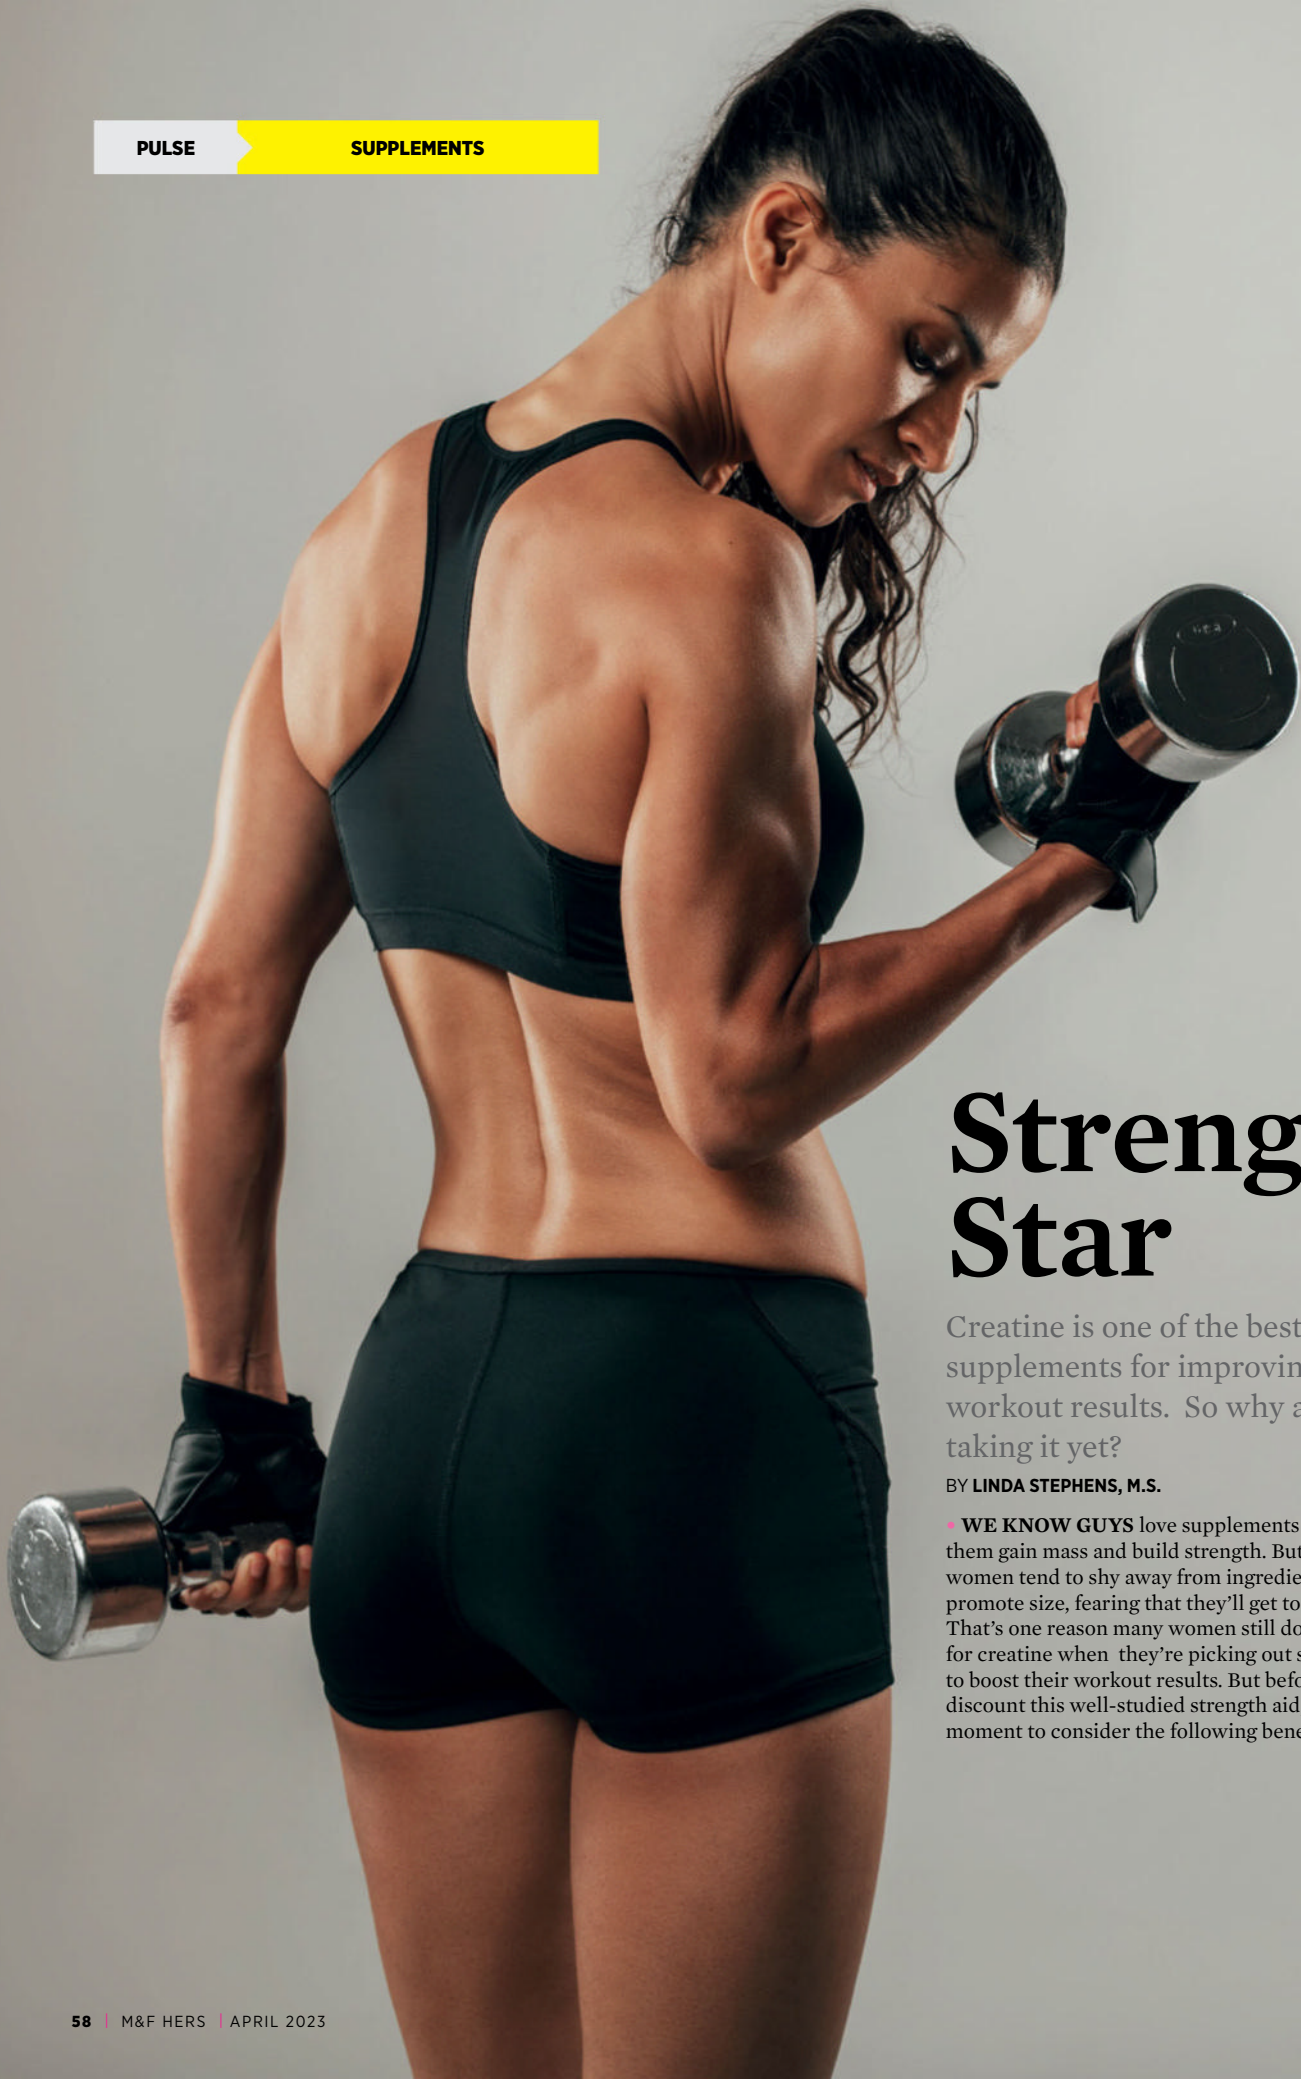 PULSE
SUPPLEMENTS
Streng
Star
Creatine is one of the best
supplements for improvin
workout results. So why a
taking it yet?
BY LINDA STEPHENS, M.S.
• WE KNOW GUYS love supplements
them gain mass and build strength. But
women tend to shy away from ingredie
promote size, fearing that they’ll get to
That’s one reason many women still do
for creatine when they’re picking out s
to boost their workout results. But befo
discount this well-studied strength aid
moment to consider the following bene
58 | M&F HERS | APRIL 2023